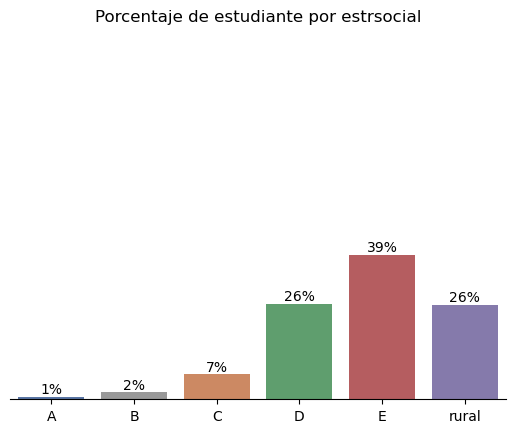 Porcentaje de estudiante por estrsocial
39%
26%
26%
7%
2%
1%
A
B
C
D
E
rural